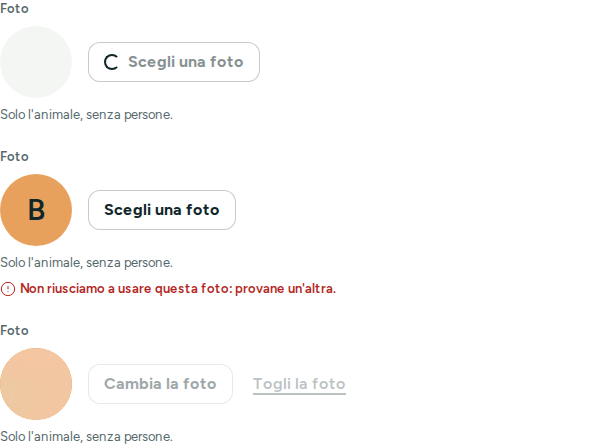 Foto
Scegli una foto
Solo l'animale, senza persone.
Foto
B
Scegli una foto
Solo l'animale, senza persone.
Non riusciamo a usare questa foto: provane un'altra.
Foto
Cambia la foto
Togli la foto
Solo l'animale, senza persone.